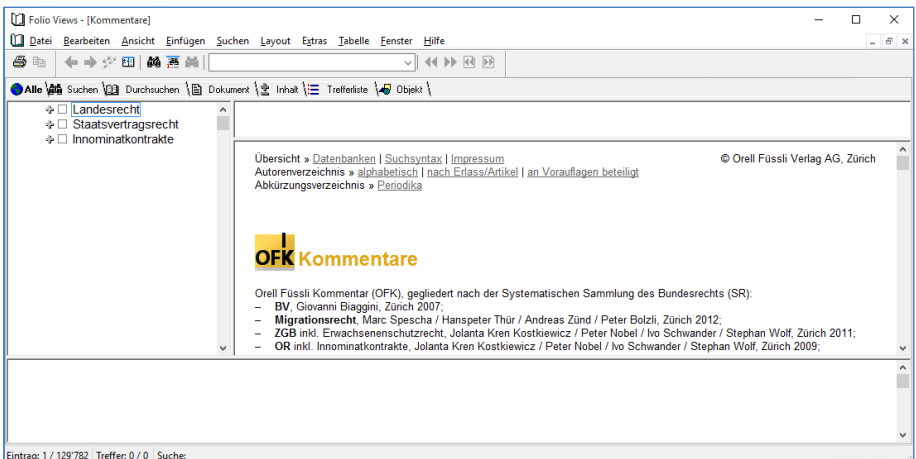 Folio Views - [Kommentare]
Datei Bearbeiten Ansicht Einfügen Suchen Layout Extras Tabelle Fenster Hilfe
Alle Suchen Durchsuchen Dokument Inhalt Trefferliste Objekt
Landesrecht
Staatsvertragsrecht
Innominatkontrakte
Übersicht » Datenbanken | Suchsyntax | Impressum © Orell Füssli Verlag AG, Zürich
Autorenverzeichnis » alphabetisch | nach Erlass/Artikel | an Vorauflagen beteiligt
Abkürzungsverzeichnis » Periodika
OFK Kommentare
Orell Füssli Kommentar (OFK), gegliedert nach der Systematischen Sammlung des Bundesrechts (SR):
– BV, Giovanni Biaggini, Zürich 2007;
– Migrationsrecht, Marc Spescha / Hanspeter Thür / Andreas Zünd / Peter Bolzli, Zürich 2012;
– ZGB inkl. Erwachsenenschutzrecht, Jolanta Kren Kostkiewicz / Peter Nobel / Ivo Schwander / Stephan Wolf, Zürich 2011;
– OR inkl. Innominatkontrakte, Jolanta Kren Kostkiewicz / Peter Nobel / Ivo Schwander / Stephan Wolf, Zürich 2009;
Eintrag: 1 / 129'782 Treffer: 0 / 0 Suche: